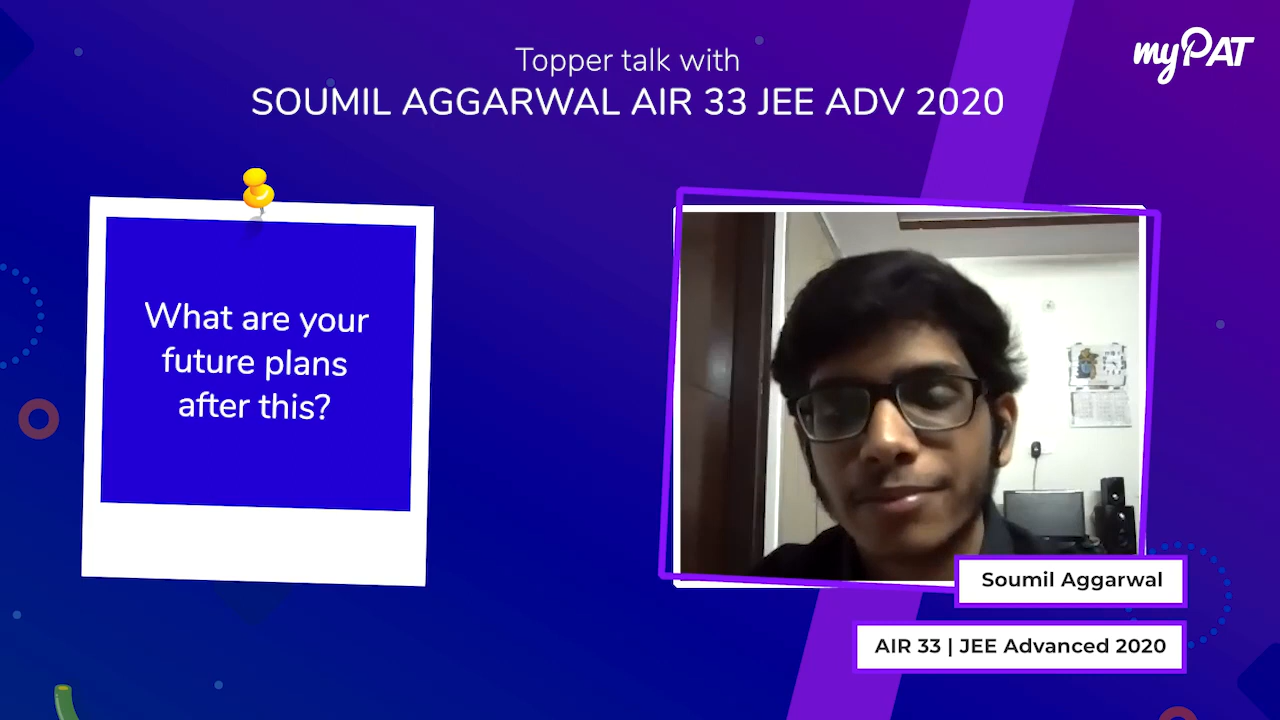 Topper talk with
SOUMIL AGGARWAL AIR 33 JEE ADV 2020
myPAT
What are your
future plans
after this?
Soumil Aggarwal
AIR 33 | JEE Advanced 2020